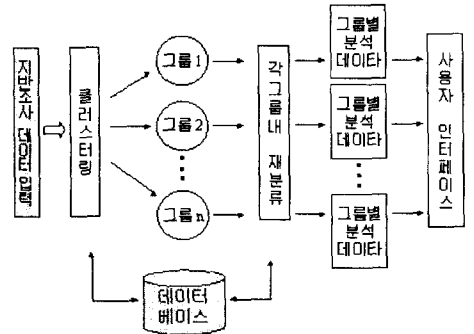 지반조사 데이터입력
클러스터링
그룹 1
그룹 2
그룹 n
각 그룹내 재분류
그룹별
분석
데이타
그룹별
분석
데이타
그룹별
분석
데이타
사용자 인터페이스
데이터
베이스